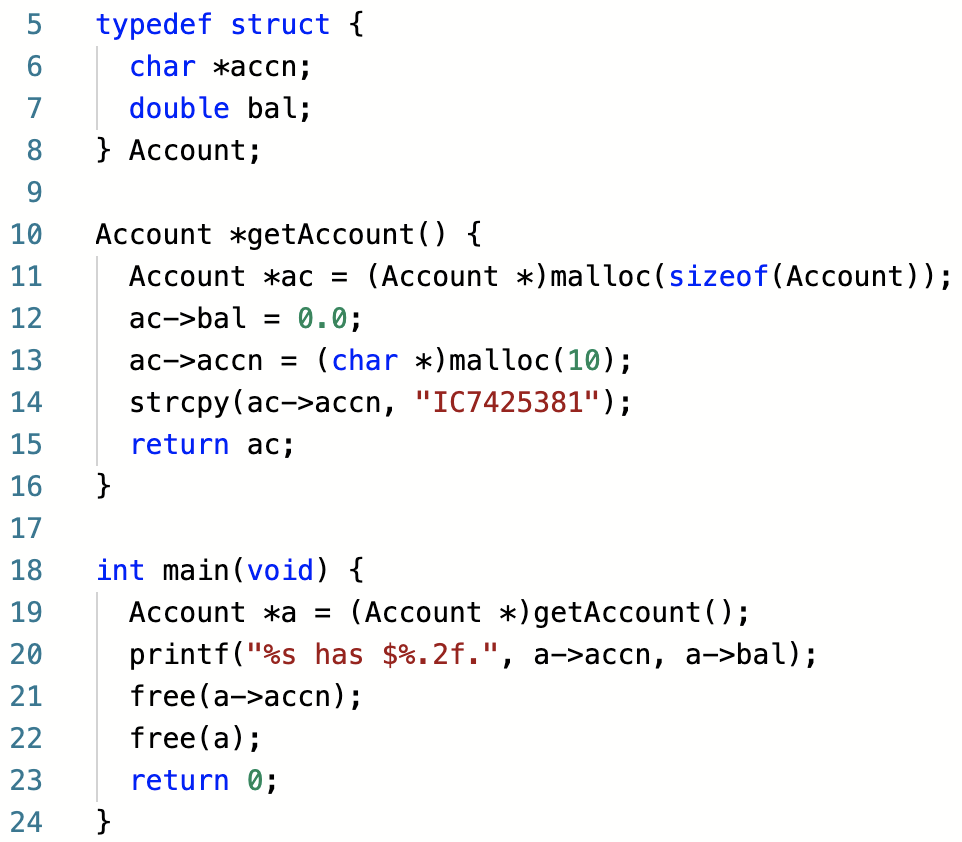 5 typedef struct {
6 char *accn;
7 double bal;
8 } Account;
9
10 Account *getAccount() {
11 Account *ac = (Account *)malloc(sizeof(Account));
12 ac->bal = 0.0;
13 ac->accn = (char *)malloc(10);
14 strcpy(ac->accn, "IC7425381");
15 return ac;
16 }
17
18 int main(void) {
19 Account *a = (Account *)getAccount();
20 printf("%s has $%.2f.", a->accn, a->bal);
21 free(a->accn);
22 free(a);
23 return 0;
24 }